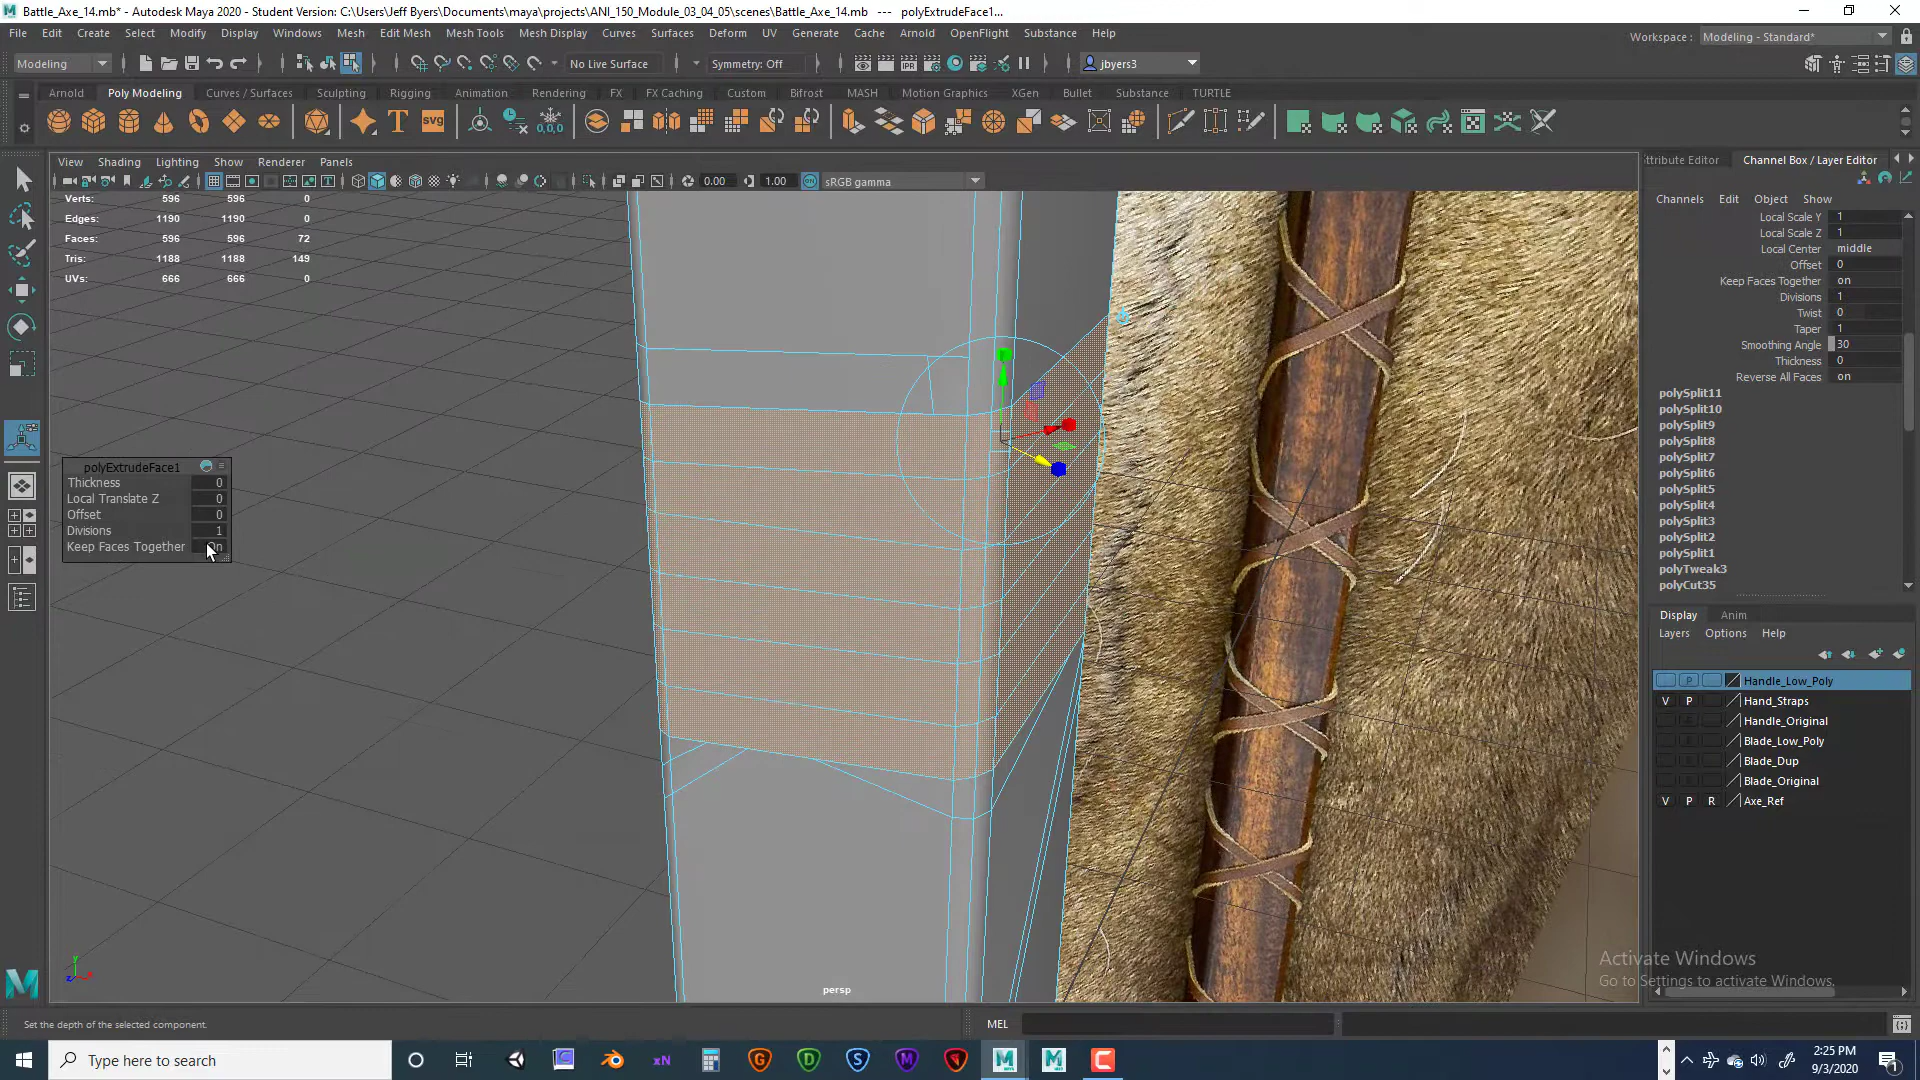 Battle_Axe_14.mb* - Autodesk Maya 2020 - Student Version: C:\Users\Jeff Byers\Documents\maya\projects\ANI_150_Module_03_04_05\scenes\Battle_Axe_14.mb --- polyExtrudeFace1...
File Edit Create Select Modify Display Windows Mesh Edit Mesh Mesh Tools Mesh Display Curves Surfaces Deform UV Generate Cache Arnold OpenFlight Substance Help
Workspace : Modeling - Standard*
Modeling No Live Surface Symmetry: Off jbyers3
Arnold Poly Modeling Curves / Surfaces Sculpting Rigging Animation Rendering FX FX Caching Custom Bifrost MASH Motion Graphics XGen Bullet Substance TURTLE
View Shading Lighting Show Renderer Panels
0.00 1.00 sRGB gamma
Verts: 596 596 0
Edges: 1190 1190 0
Faces: 596 596 72
Tris: 1188 1188 149
UVs: 666 666 0
polyExtrudeFace1
Thickness 0
Local Translate Z 0
Offset 0
Divisions 1
Keep Faces Together
persp
ttribute Editor Channel Box / Layer Editor
Channels Edit Object Show
Local Scale Y 1
Local Scale Z 1
Local Center middle
Offset 0
Keep Faces Together on
Divisions 1
Twist 0
Taper 1
Smoothing Angle 30
Thickness 0
Reverse All Faces on
polySplit11
polySplit10
polySplit9
polySplit8
polySplit7
polySplit6
polySplit5
polySplit4
polySplit3
polySplit2
polySplit1
polyTweak3
polyCut35
Display Anim
Layers Options Help
P Handle_Low_Poly
V P Hand_Straps
Handle_Original
Blade_Low_Poly
Blade_Dup
Blade_Original
V P R Axe_Ref
Activate Windows
Go to Settings to activate Windows.
Set the depth of the selected component.
MEL
Type here to search
2:25 PM
9/3/2020